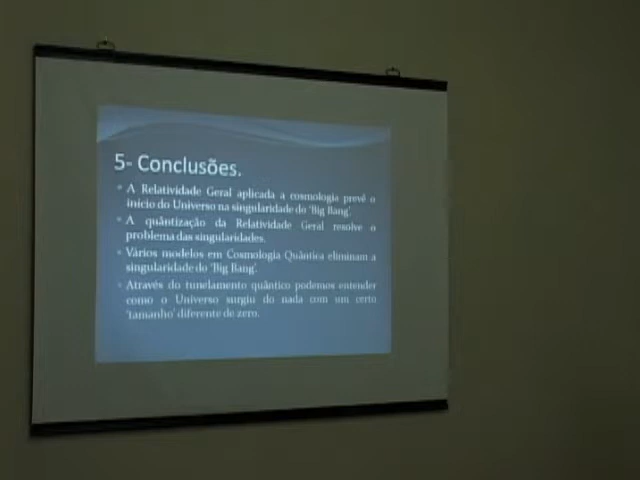 5- Conclusões.
A Relatividade Geral aplicada a cosmologia prevê o
início do Universo na singularidade do 'Big Bang'.
A quântização da Relatividade Geral resolve o
problema das singularidades.
Vários modelos em Cosmologia Quântica eliminam a
singularidade do 'Big Bang'.
Através do tunelamento quântico podemos entender
como o Universo surgiu do nada com um certo
'tamanho' diferente de zero.